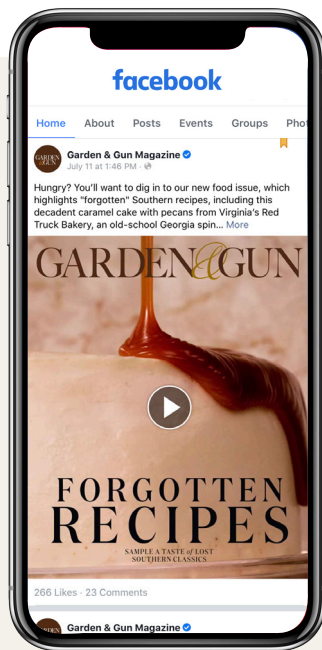 facebook
Home About Posts Events Groups Phot
GARDEN & GUN
Garden & Gun Magazine
July 11 at 1:46 PM ·
Hungry? You'll want to dig in to our new food issue, which
highlights "forgotten" Southern recipes, including this
decadent caramel cake with pecans from Virginia's Red
Truck Bakery, an old-school Georgia spin... More
GARDEN & GUN
FORGOTTEN
RECIPES
SAMPLE A TASTE of LOST
SOUTHERN CLASSICS
266 Likes · 23 Comments
Garden & Gun Magazine